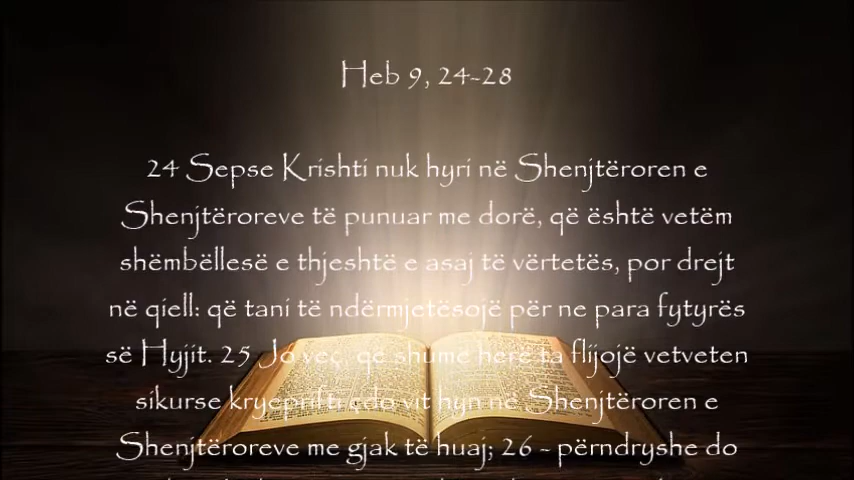 Heb 9, 24-28
24 Sepse Krishti nuk hyri në Shenjtëroren e
Shenjtëroreve të punuar me dorë, që është vetëm
shëmbëllesë e thjeshtë e asaj të vërtetës, por drejt
në qiell: që tani të ndërmjetësojë për ne para fytyrës
së Hyjit. 25 Jo veç, që shumë herë ta flijojë vetveten
sikurse kryeprifti çdo vit hyn në Shenjtëroren e
Shenjtëroreve me gjak të huaj; 26 - përndryshe do